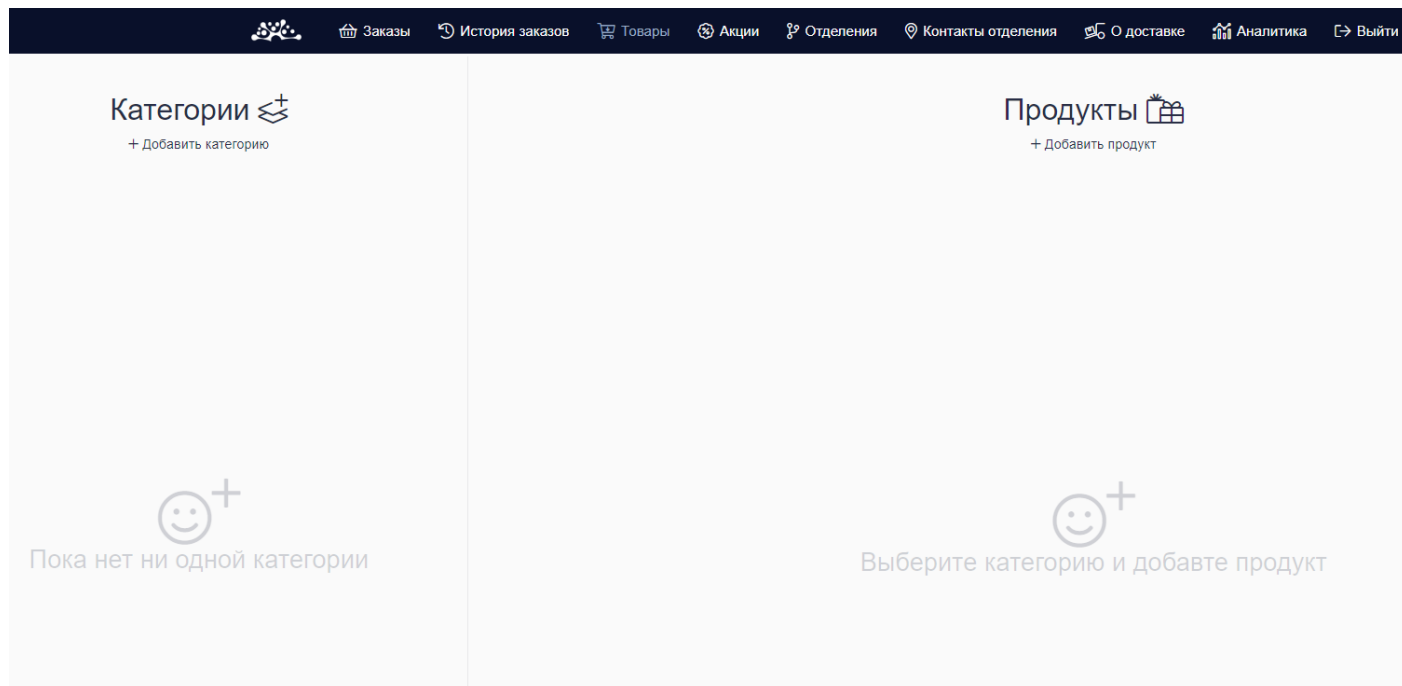 Заказы История заказов Товары Акции Отделения Контакты отделения О доставке Аналитика Выйти
Категории
+ Добавить категорию
Пока нет ни одной категории
Продукты
+ Добавить продукт
Выберите категорию и добавте продукт